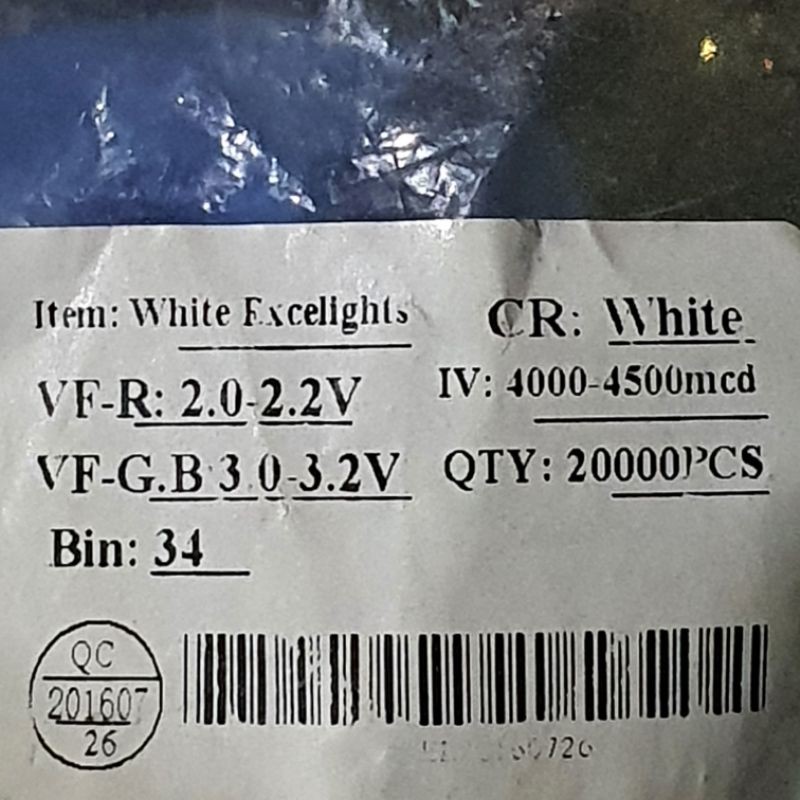 Item: White Excelights
CR: White
VF-R: 2.0-2.2V
IV: 4000-4500mcd
VF-G.B:3.0-3.2V
QTY: 20000PCS
Bin: 34
QC
201607
26